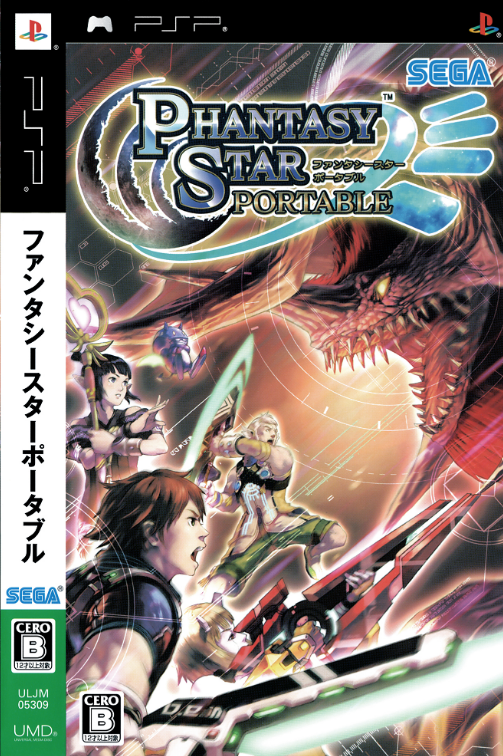 PSP
PSP
SEGA
PHANTASY
STAR
ファンタシースター
ポータブル
PORTABLE
TM
ファンタシースターポータブル
SEGA
CERO
B
12才以上対象
ULJM
05309
UMD
CERO
B
12才以上対象